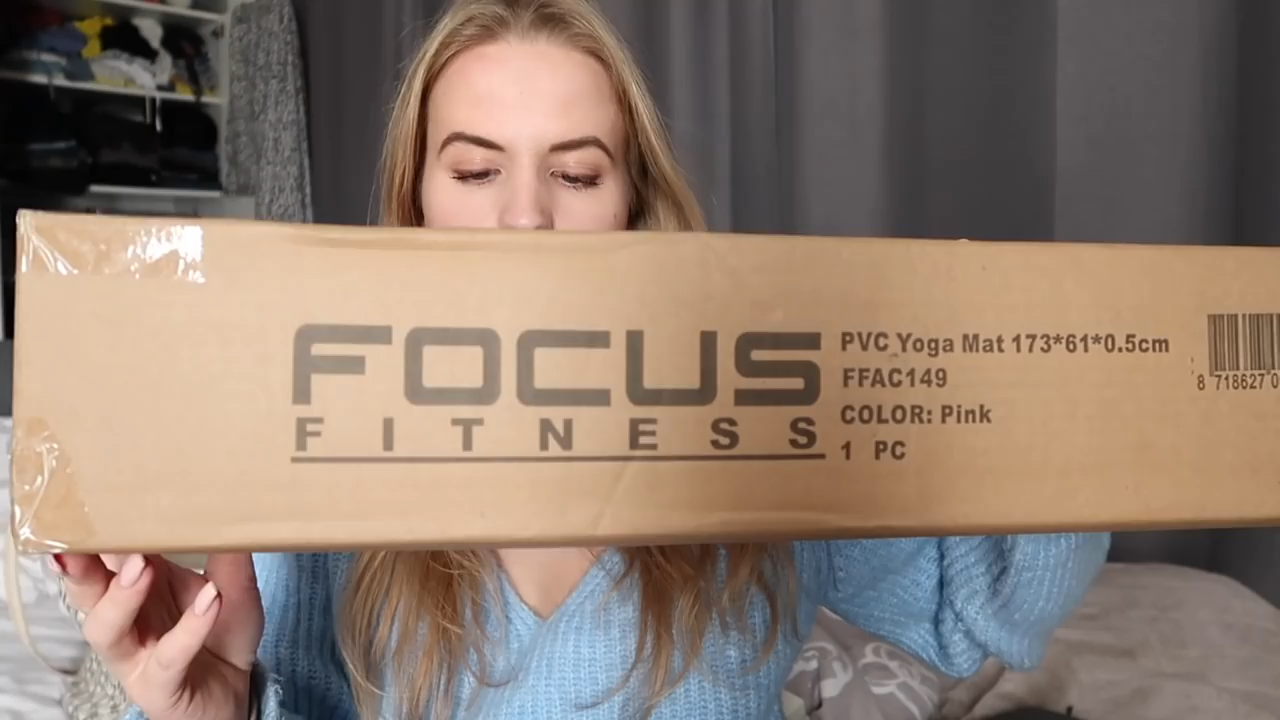 FOCUS
FITNESS
PVC Yoga Mat 173*61*0.5cm
FFAC149
COLOR: Pink
1 PC
8 718627 0